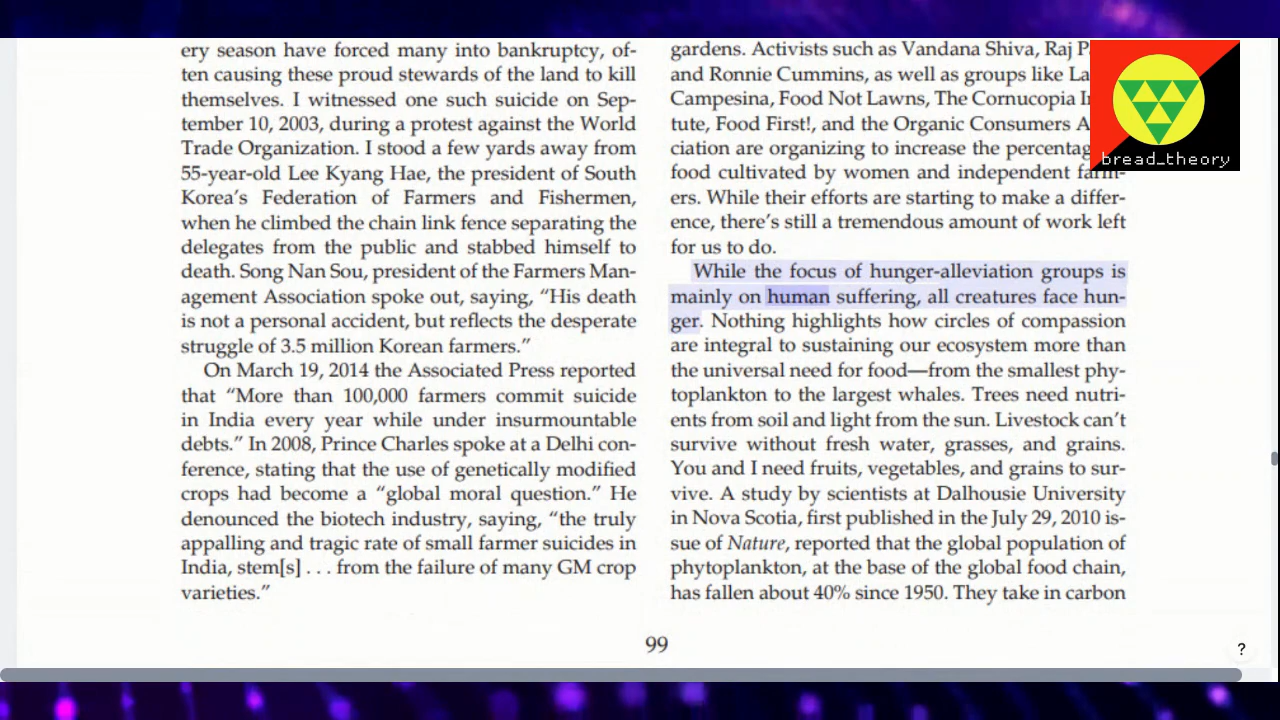 ery season have forced many into bankruptcy, of-
ten causing these proud stewards of the land to kill
themselves. I witnessed one such suicide on Sep-
tember 10, 2003, during a protest against the World
Trade Organization. I stood a few yards away from
55-year-old Lee Kyang Hae, the president of South
Korea's Federation of Farmers and Fishermen,
when he climbed the chain link fence separating the
delegates from the public and stabbed himself to
death. Song Nan Sou, president of the Farmers Man-
agement Association spoke out, saying, “His death
is not a personal accident, but reflects the desperate
struggle of 3.5 million Korean farmers.”
On March 19, 2014 the Associated Press reported
that “More than 100,000 farmers commit suicide
in India every year while under insurmountable
debts.” In 2008, Prince Charles spoke at a Delhi con-
ference, stating that the use of genetically modified
crops had become a “global moral question.” He
denounced the biotech industry, saying, “the truly
appalling and tragic rate of small farmer suicides in
India, stem[s] . . . from the failure of many GM crop
varieties.”
gardens. Activists such as Vandana Shiva, Raj
and Ronnie Cummins, as well as groups like La
Campesina, Food Not Lawns, The Cornucopia
tute, Food First!, and the Organic Consumers
ciation are organizing to increase the
food cultivated by women and independent farm-
ers. While their efforts are starting to make a differ-
ence, there's still a tremendous amount of work left
for us to do.
While the focus of hunger-alleviation groups is
mainly on human suffering, all creatures face hun-
ger. Nothing highlights how circles of compassion
are integral to sustaining our ecosystem more than
the universal need for food—from the smallest phy-
toplankton to the largest whales. Trees need nutri-
ents from soil and light from the sun. Livestock can't
survive without fresh water, grasses, and grains.
You and I need fruits, vegetables, and grains to sur-
vive. A study by scientists at Dalhousie University
in Nova Scotia, first published in the July 29, 2010 is-
sue of Nature, reported that the global population of
phytoplankton, at the base of the global food chain,
has fallen about 40% since 1950. They take in carbon
99
?
bread_theory